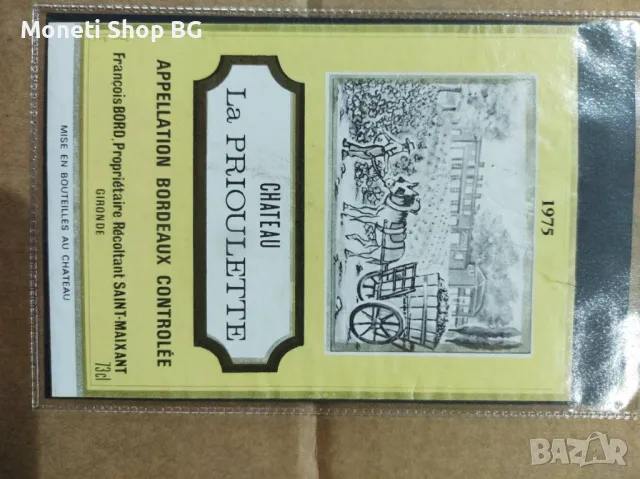 Moneti Shop BG
1975
CHATEAU
La PRIOULETTE
APPELLATION BORDEAUX CONTROLÉE
François BORD, Propriétaire Récoltant SAINT-MAIXANT
GIRONDE
73cl
MISE EN BOUTEILLES AU CHATEAU
BAZAR
bg